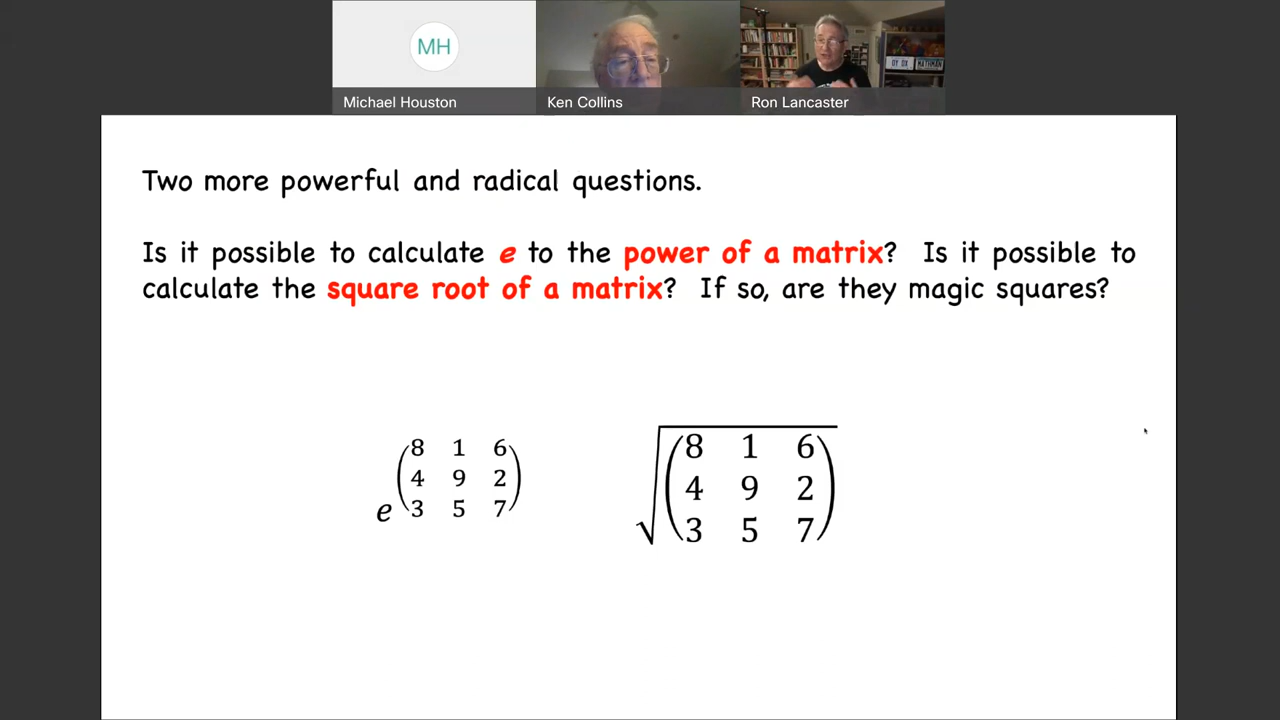 MH
Michael Houston
Ken Collins
Ron Lancaster
Two more powerful and radical questions.
Is it possible to calculate e to the power of a matrix? Is it possible to
calculate the square root of a matrix? If so, are they magic squares?
e
8 1 6
4 9 2
3 5 7
√
8 1 6
4 9 2
3 5 7